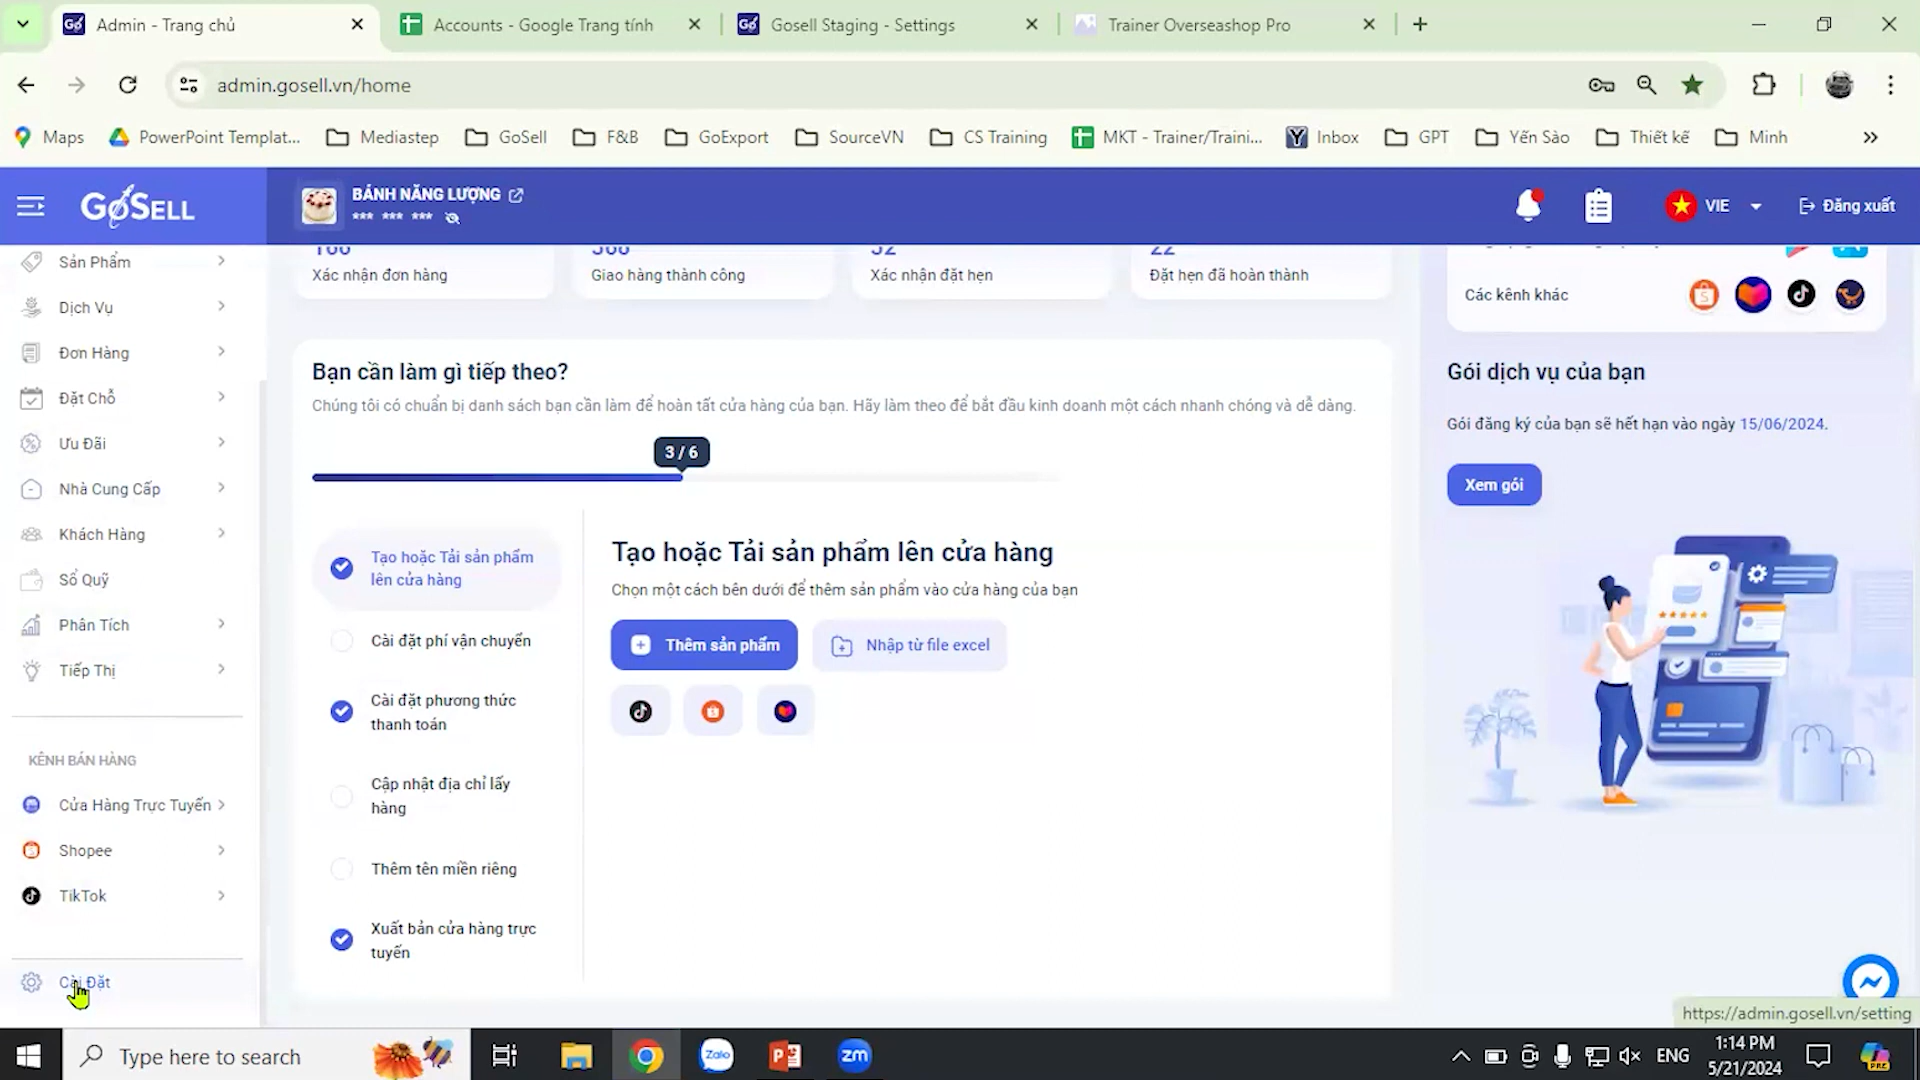 Admin - Trang chủ
Accounts - Google Trang tính
Gosell Staging - Settings
Trainer Overseashop Pro
admin.gosell.vn/home
Maps
PowerPoint Templat...
Mediastep
GoSell
F&B
GoExport
SourceVN
CS Training
MKT - Trainer/Traini...
Inbox
GPT
Yến Sào
Thiết kế
Minh
GOSELL
BÁNH NĂNG LƯỢNG
*** *** ***
VIE
Đăng xuất
Sản Phẩm
Dịch Vụ
Đơn Hàng
Đặt Chỗ
Ưu Đãi
Nhà Cung Cấp
Khách Hàng
Sổ Quỹ
Phân Tích
Tiếp Thị
KÊNH BÁN HÀNG
Cửa Hàng Trực Tuyến
Shopee
TikTok
Cài Đặt
Xác nhận đơn hàng
Giao hàng thành công
Xác nhận đặt hẹn
Đặt hẹn đã hoàn thành
Bạn cần làm gì tiếp theo?
Chúng tôi có chuẩn bị danh sách bạn cần làm để hoàn tất cửa hàng của bạn. Hãy làm theo để bắt đầu kinh doanh một cách nhanh chóng và dễ dàng.
3 / 6
Tạo hoặc Tải sản phẩm
lên cửa hàng
Cài đặt phí vận chuyển
Cài đặt phương thức
thanh toán
Cập nhật địa chỉ lấy
hàng
Thêm tên miền riêng
Xuất bản cửa hàng trực
tuyến
Tạo hoặc Tải sản phẩm lên cửa hàng
Chọn một cách bên dưới để thêm sản phẩm vào cửa hàng của bạn
Thêm sản phẩm
Nhập từ file excel
Các kênh khác
Gói dịch vụ của bạn
Gói đăng ký của bạn sẽ hết hạn vào ngày 15/06/2024.
Xem gói
https://admin.gosell.vn/setting
Type here to search
Zalo
zm
ENG
1:14 PM
5/21/2024